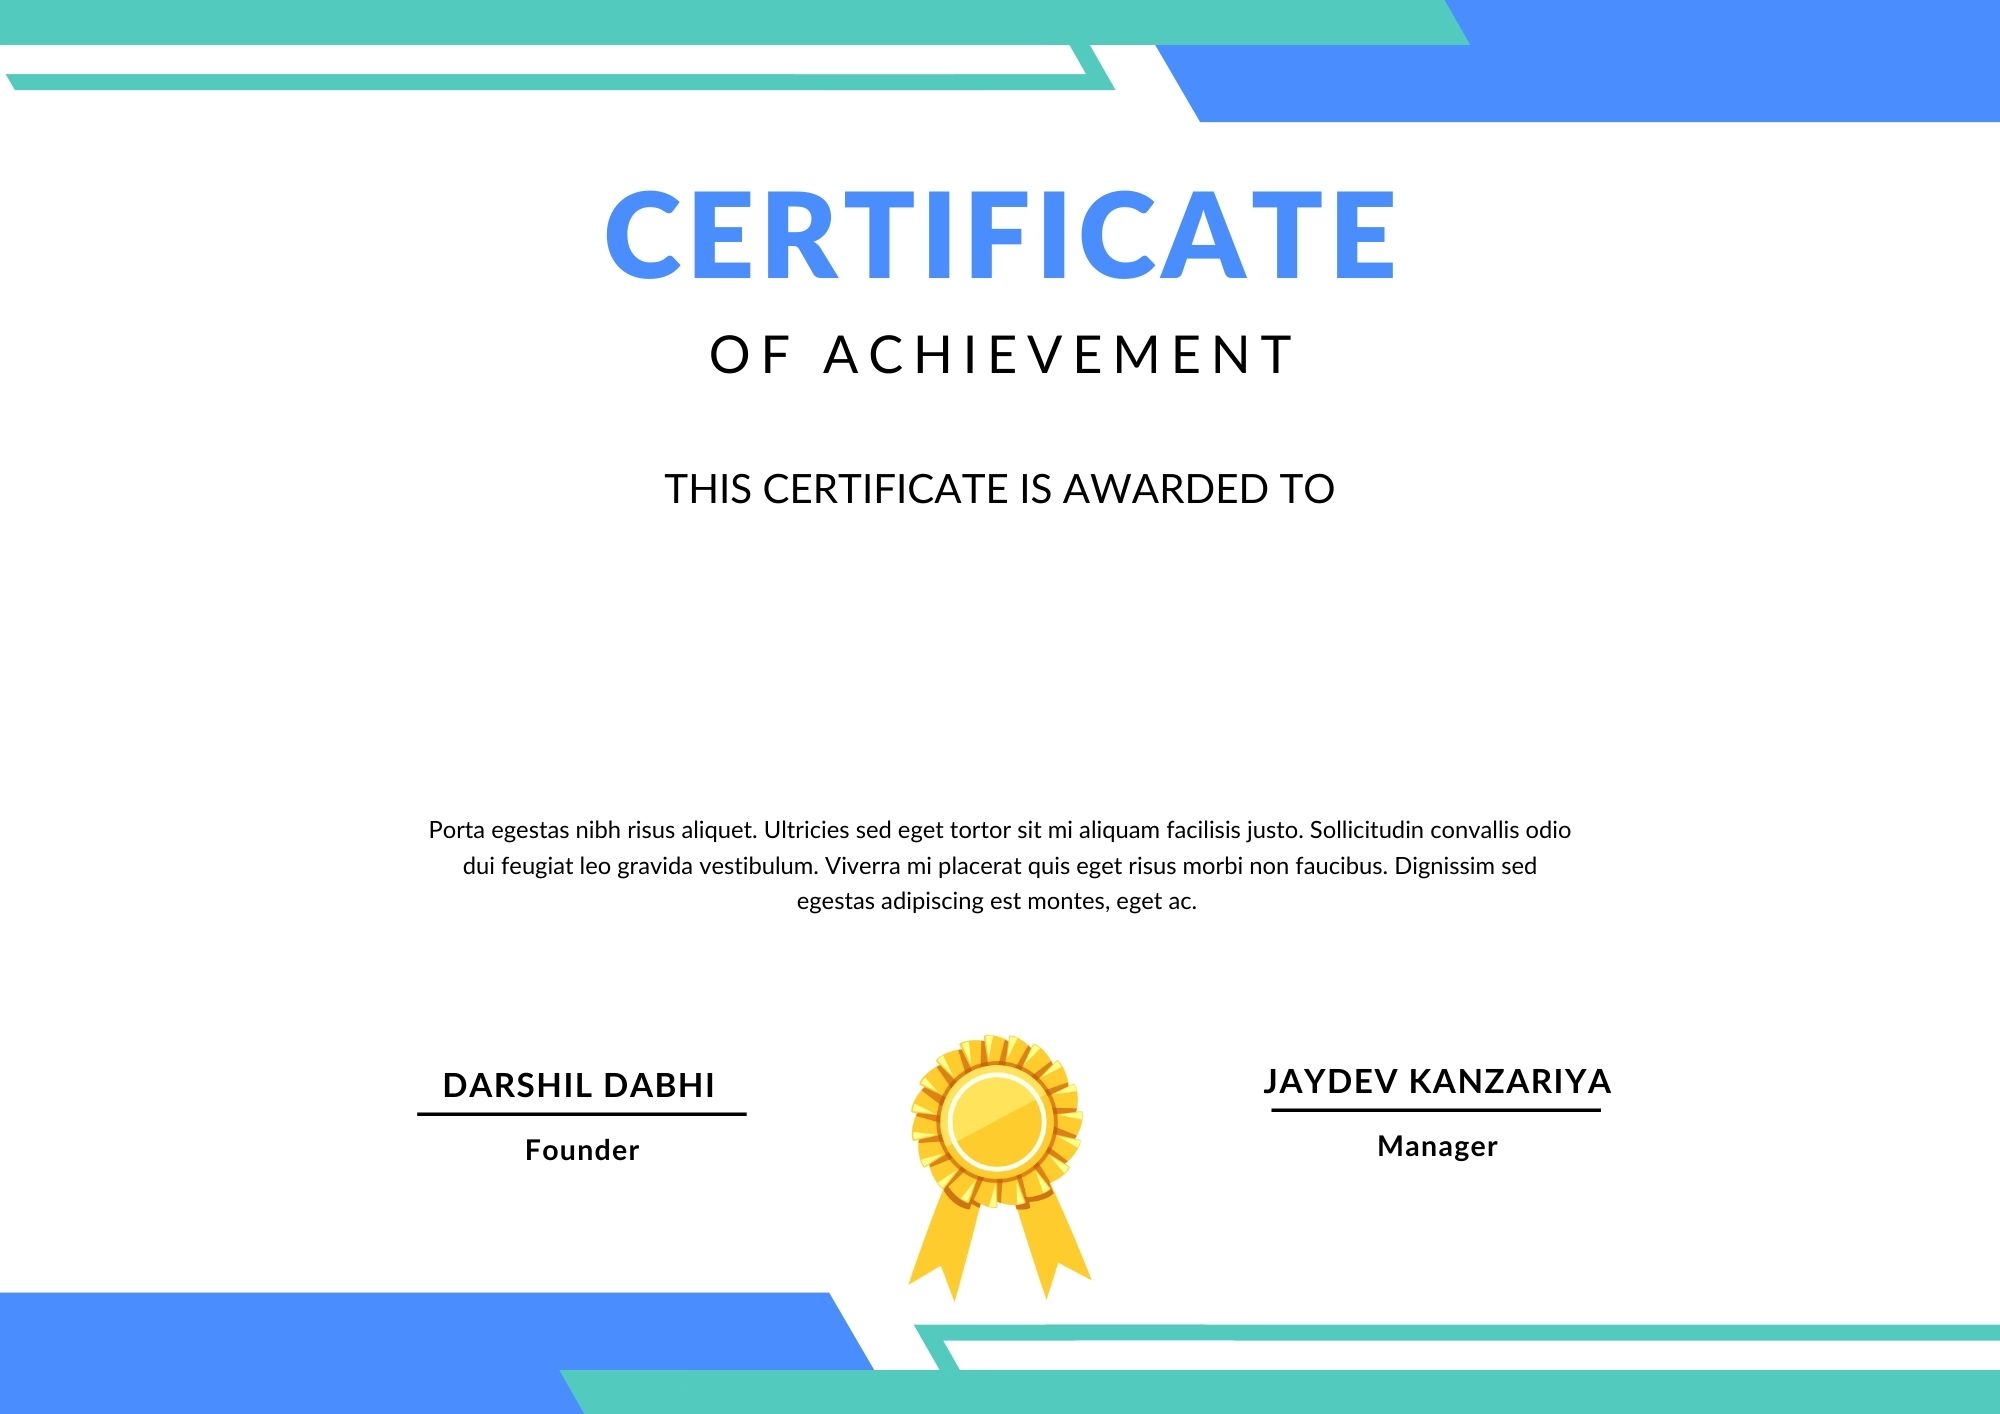 CERTIFICATE
OF ACHIEVEMENT
THIS CERTIFICATE IS AWARDED TO
Porta egestas nibh risus aliquet. Ultricies sed eget tortor sit mi aliquam facilisis justo. Sollicitudin convallis odio
dui feugiat leo gravida vestibulum. Viverra mi placerat quis eget risus morbi non faucibus. Dignissim sed
egestas adipiscing est montes, eget ac.
DARSHIL DABHI
Founder
JAYDEV KANZARIYA
Manager